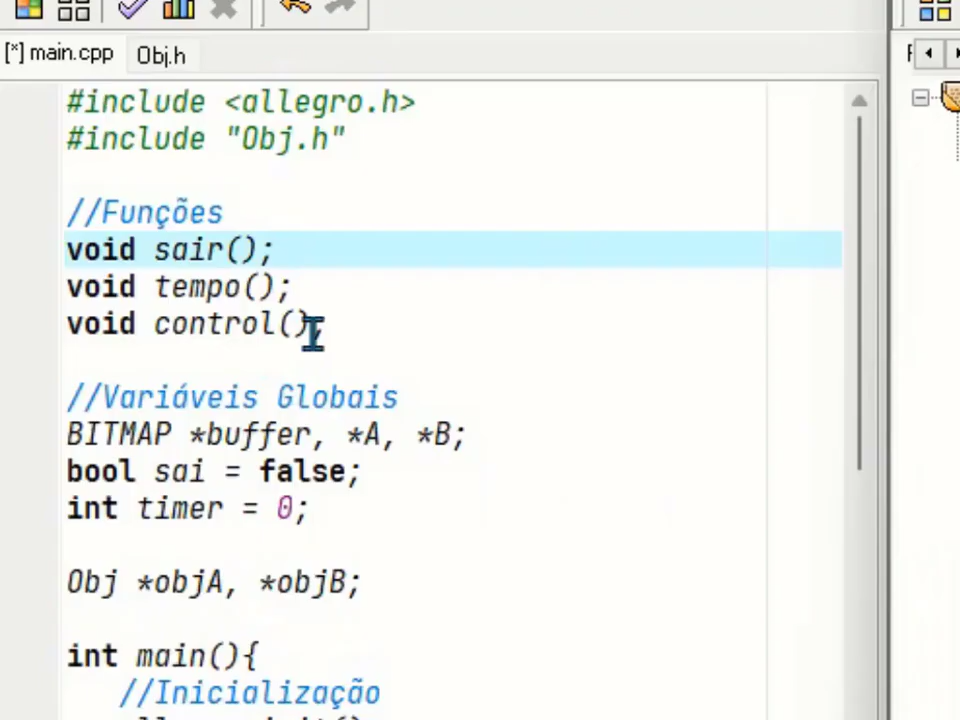 [*] main.cpp
Obj.h
#include <allegro.h>
#include "Obj.h"
//Funções
void sair();
void tempo();
void control();
//Variáveis Globais
BITMAP *buffer, *A, *B;
bool sai = false;
int timer = 0;
Obj *objA, *objB;
int main(){
//Inicialização